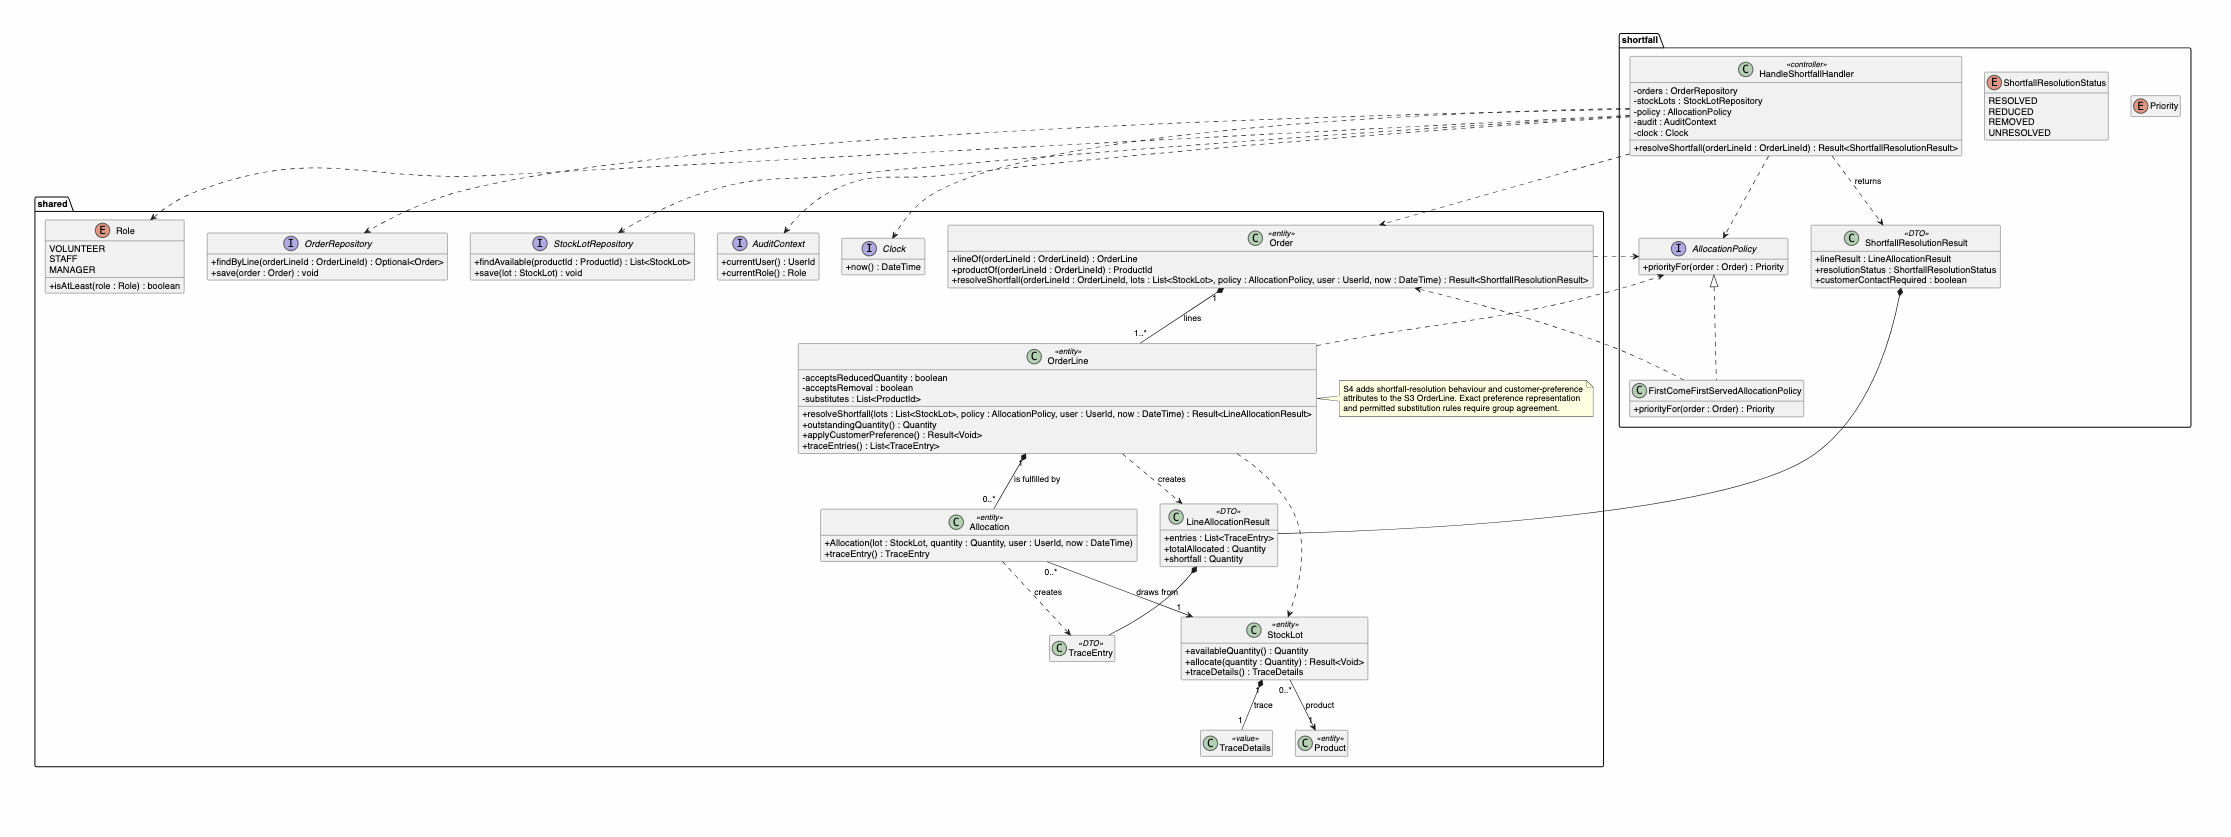 shortfall
«controller»
C HandleShortfallHandler
-orders : OrderRepository
-stockLots : StockLotRepository
-policy : AllocationPolicy
-audit : AuditContext
-clock : Clock
+resolveShortfall(orderLineId : OrderLineId) : Result<ShortfallResolutionResult>
E ShortfallResolutionStatus
RESOLVED
REDUCED
REMOVED
UNRESOLVED
E Priority
returns
shared
E Role
VOLUNTEER
STAFF
MANAGER
+isAtLeast(role : Role) : boolean
I OrderRepository
+findByLine(orderLineId : OrderLineId) : Optional<Order>
+save(order : Order) : void
I StockLotRepository
+findAvailable(productId : ProductId) : List<StockLot>
+save(lot : StockLot) : void
I AuditContext
+currentUser() : UserId
+currentRole() : Role
I Clock
+now() : DateTime
«entity»
C Order
+lineOf(orderLineId : OrderLineId) : OrderLine
+productOf(orderLineId : OrderLineId) : ProductId
+resolveShortfall(orderLineId : OrderLineId, lots : List<StockLot>, policy : AllocationPolicy, user : UserId, now : DateTime) : Result<ShortfallResolutionResult>
I AllocationPolicy
+priorityFor(order : Order) : Priority
«DTO»
C ShortfallResolutionResult
+lineResult : LineAllocationResult
+resolutionStatus : ShortfallResolutionStatus
+customerContactRequired : boolean
1
lines
1..*
«entity»
C OrderLine
-acceptsReducedQuantity : boolean
-acceptsRemoval : boolean
-substitutes : List<ProductId>
+resolveShortfall(lots : List<StockLot>, policy : AllocationPolicy, user : UserId, now : DateTime) : Result<LineAllocationResult>
+outstandingQuantity() : Quantity
+applyCustomerPreference() : Result<Void>
+traceEntries() : List<TraceEntry>
S4 adds shortfall-resolution behaviour and customer-preference
attributes to the S3 OrderLine. Exact preference representation
and permitted substitution rules require group agreement.
C FirstComeFirstServedAllocationPolicy
+priorityFor(order : Order) : Priority
1
is fulfilled by
0..*
creates
«entity»
C Allocation
+Allocation(lot : StockLot, quantity : Quantity, user : UserId, now : DateTime)
+traceEntry() : TraceEntry
«DTO»
C LineAllocationResult
+entries : List<TraceEntry>
+totalAllocated : Quantity
+shortfall : Quantity
0..*
creates
draws from
1
«DTO»
C TraceEntry
«entity»
C StockLot
+availableQuantity() : Quantity
+allocate(quantity : Quantity) : Result<Void>
+traceDetails() : TraceDetails
1
0..*
trace
product
1
1
«value»
C TraceDetails
«entity»
C Product